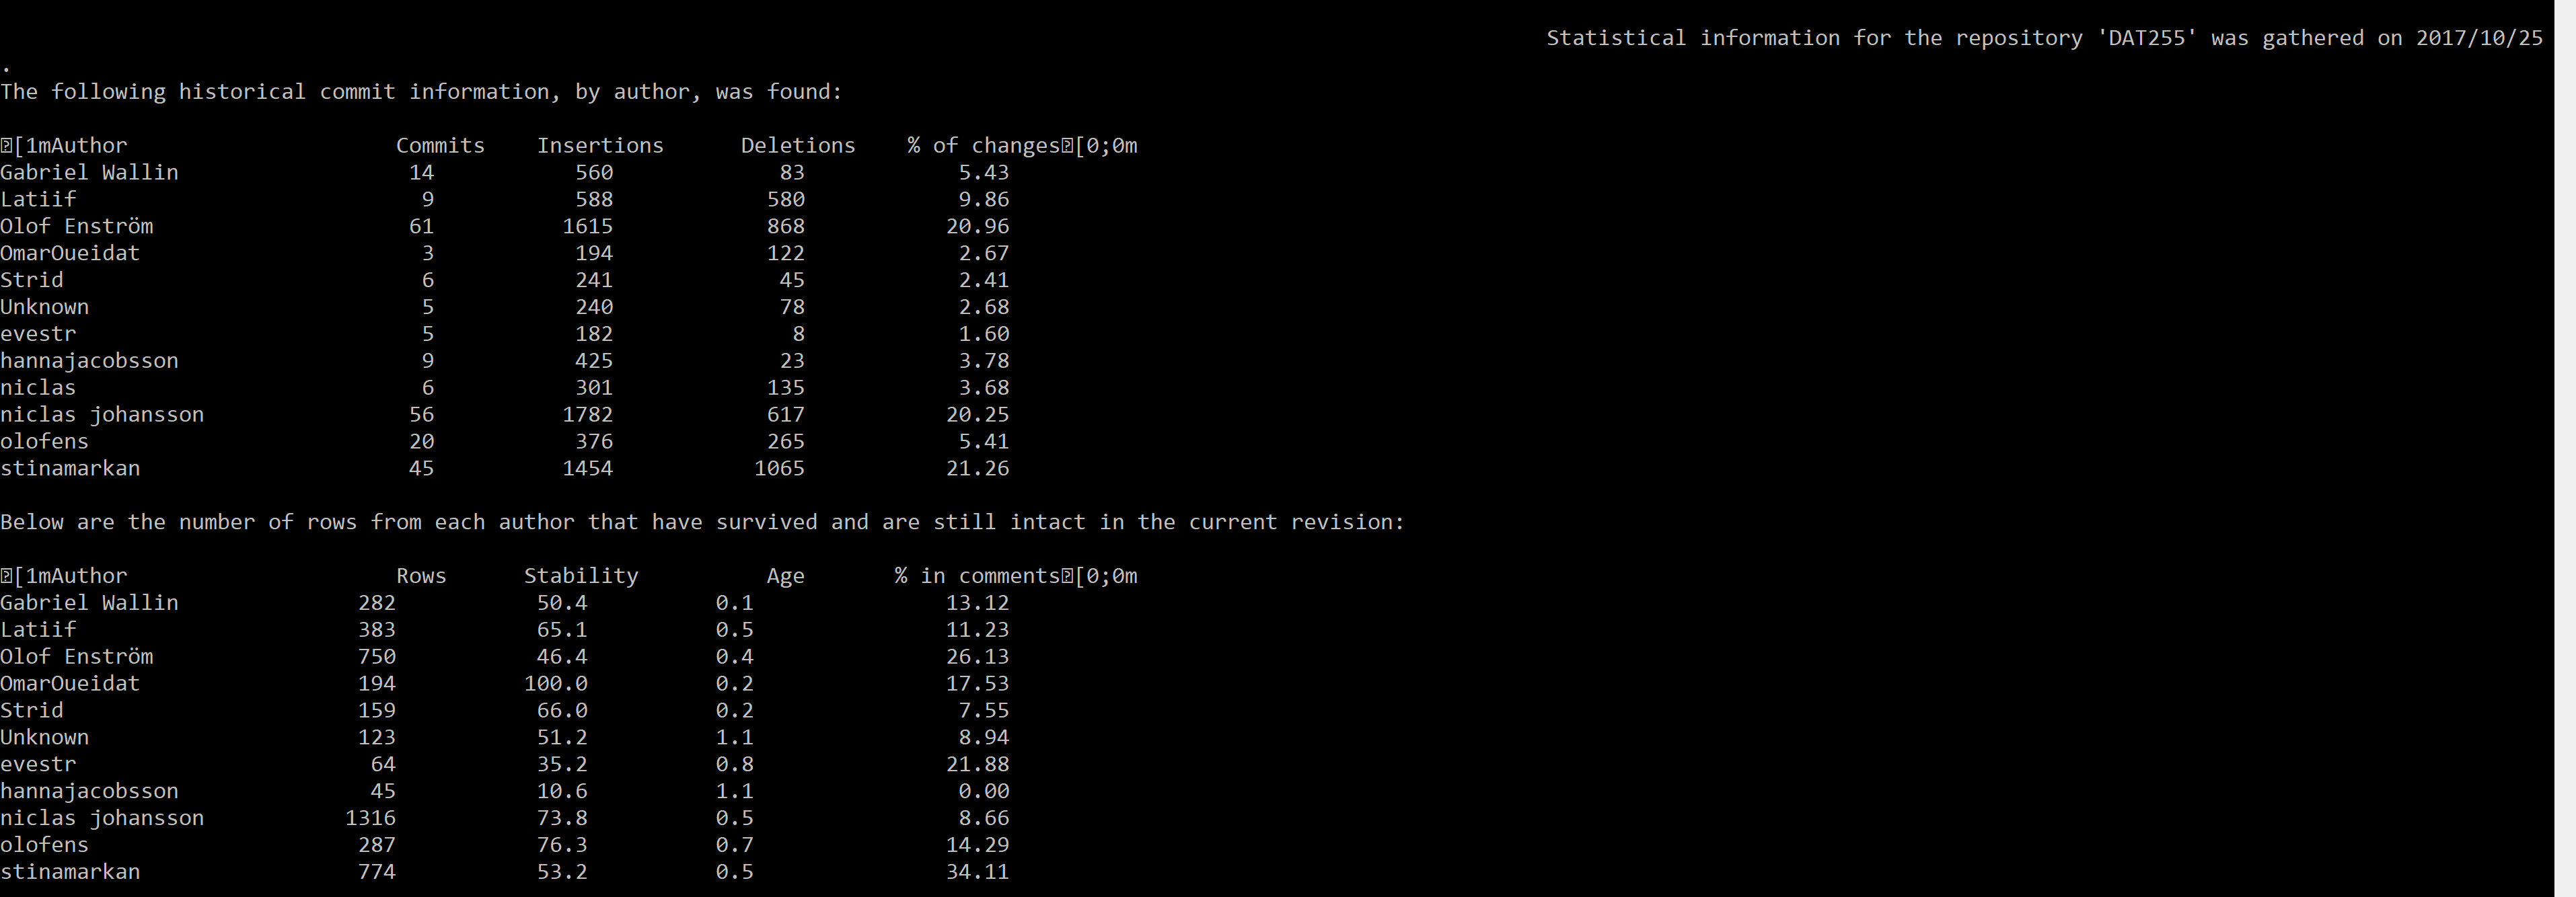 Statistical information for the repository 'DAT255' was gathered on 2017/10/25
.
The following historical commit information, by author, was found:
[1mAuthor Commits Insertions Deletions % of changes[0;0m
Gabriel Wallin 14 560 83 5.43
Latiif 9 588 580 9.86
Olof Enström 61 1615 868 20.96
OmarOueidat 3 194 122 2.67
Strid 6 241 45 2.41
Unknown 5 240 78 2.68
evestr 5 182 8 1.60
hannajacobsson 9 425 23 3.78
niclas 6 301 135 3.68
niclas johansson 56 1782 617 20.25
olofens 20 376 265 5.41
stinamarkan 45 1454 1065 21.26
Below are the number of rows from each author that have survived and are still intact in the current revision:
[1mAuthor Rows Stability Age % in comments[0;0m
Gabriel Wallin 282 50.4 0.1 13.12
Latiif 383 65.1 0.5 11.23
Olof Enström 750 46.4 0.4 26.13
OmarOueidat 194 100.0 0.2 17.53
Strid 159 66.0 0.2 7.55
Unknown 123 51.2 1.1 8.94
evestr 64 35.2 0.8 21.88
hannajacobsson 45 10.6 1.1 0.00
niclas johansson 1316 73.8 0.5 8.66
olofens 287 76.3 0.7 14.29
stinamarkan 774 53.2 0.5 34.11